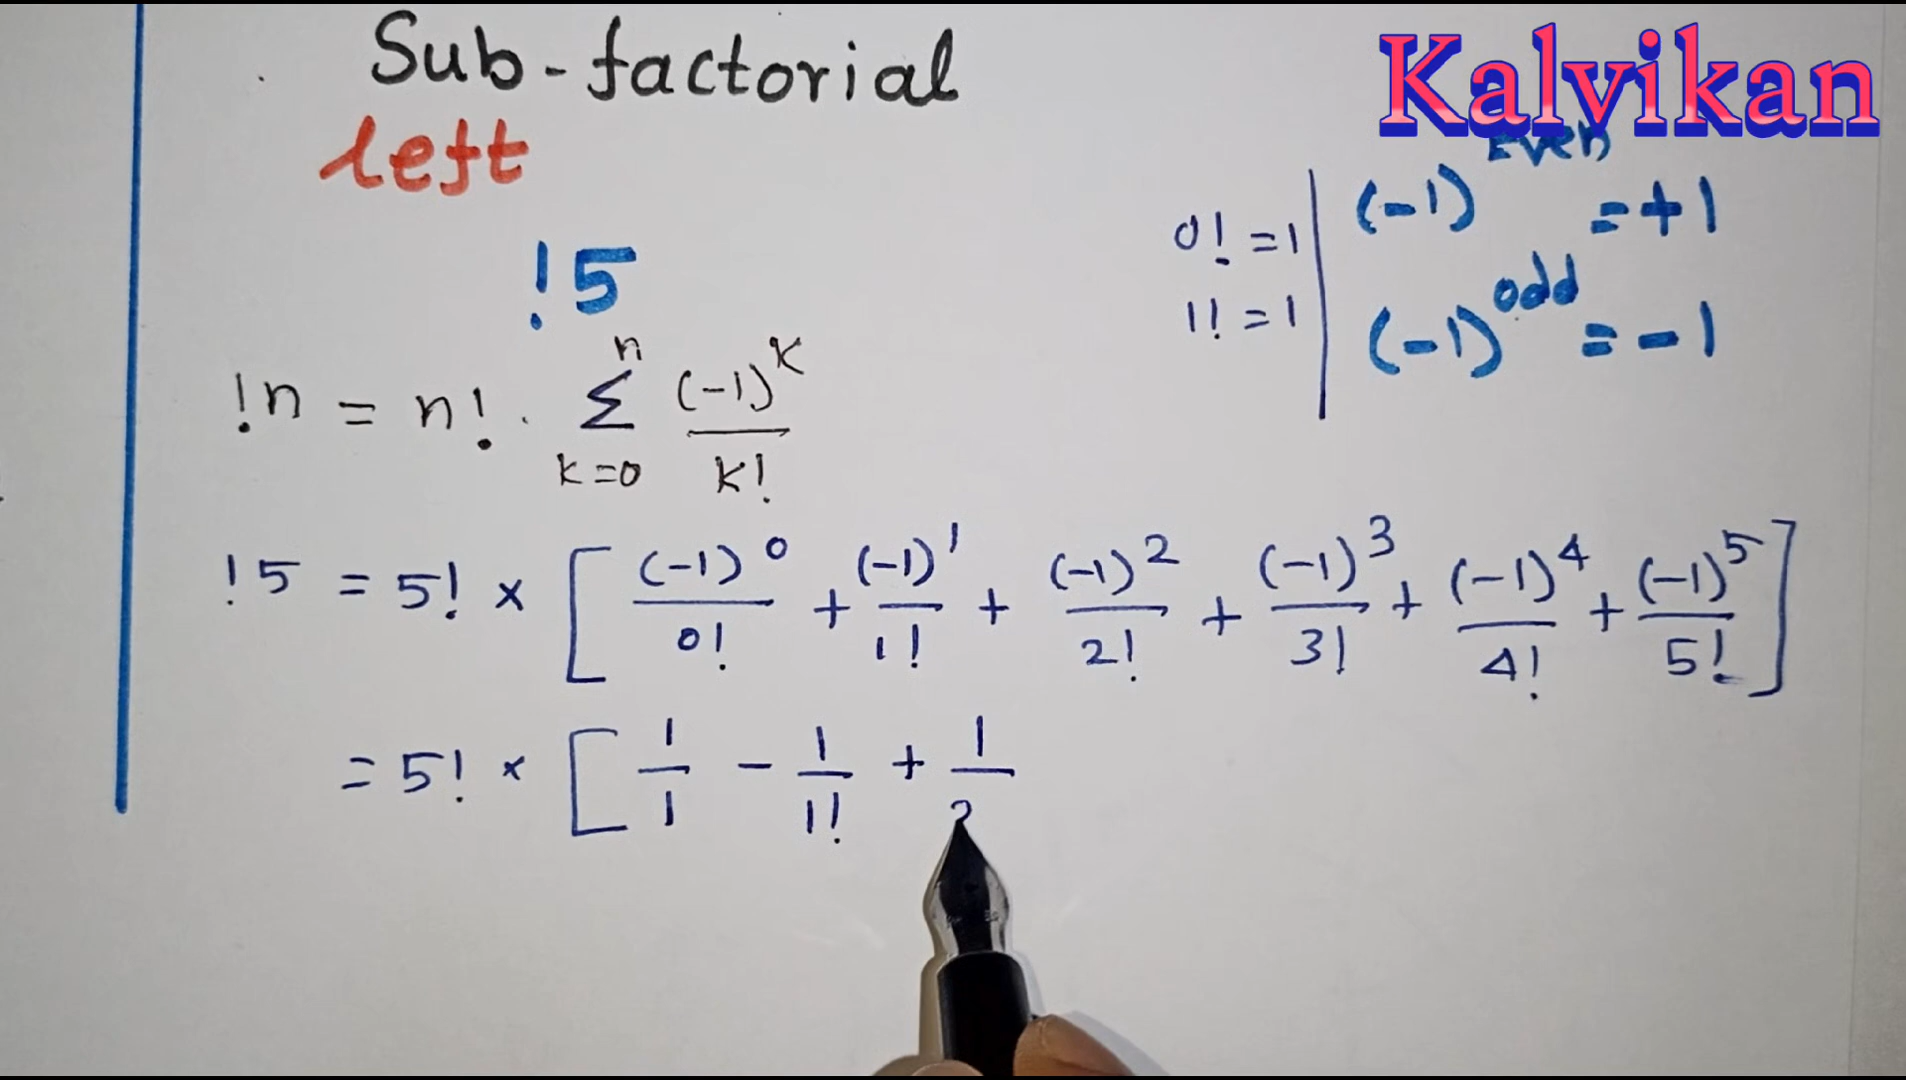 Sub-factorial
Kalvikan
left
Even
(-1) = +1
0! = 1
!5
odd
1! = 1
(-1) = -1
!n = n! · n Σ k=0 (-1)^k / k!
!5 = 5! × [ (-1)^0 / 0! + (-1)^1 / 1! + (-1)^2 / 2! + (-1)^3 / 3! + (-1)^4 / 4! + (-1)^5 / 5! ]
= 5! × [ 1/1 - 1/1! + 1/2